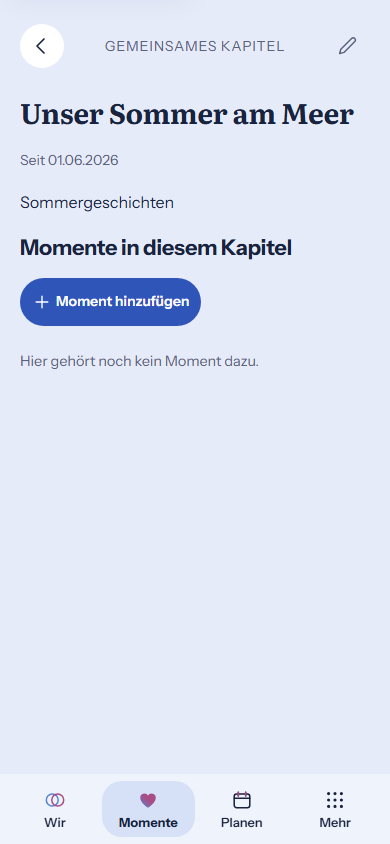 GEMEINSAMES KAPITEL
Unser Sommer am Meer
Seit 01.06.2026
Sommergeschichten
Momente in diesem Kapitel
Moment hinzufügen
Hier gehört noch kein Moment dazu.
Wir
Momente
Planen
Mehr